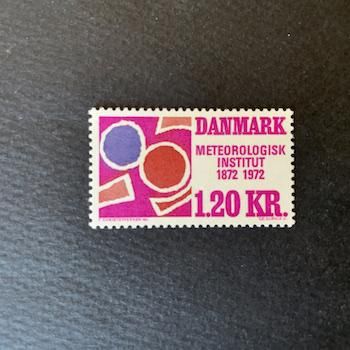 DANMARK
METEOROLOGISK
INSTITUT
1872 1972
1.20 KR.